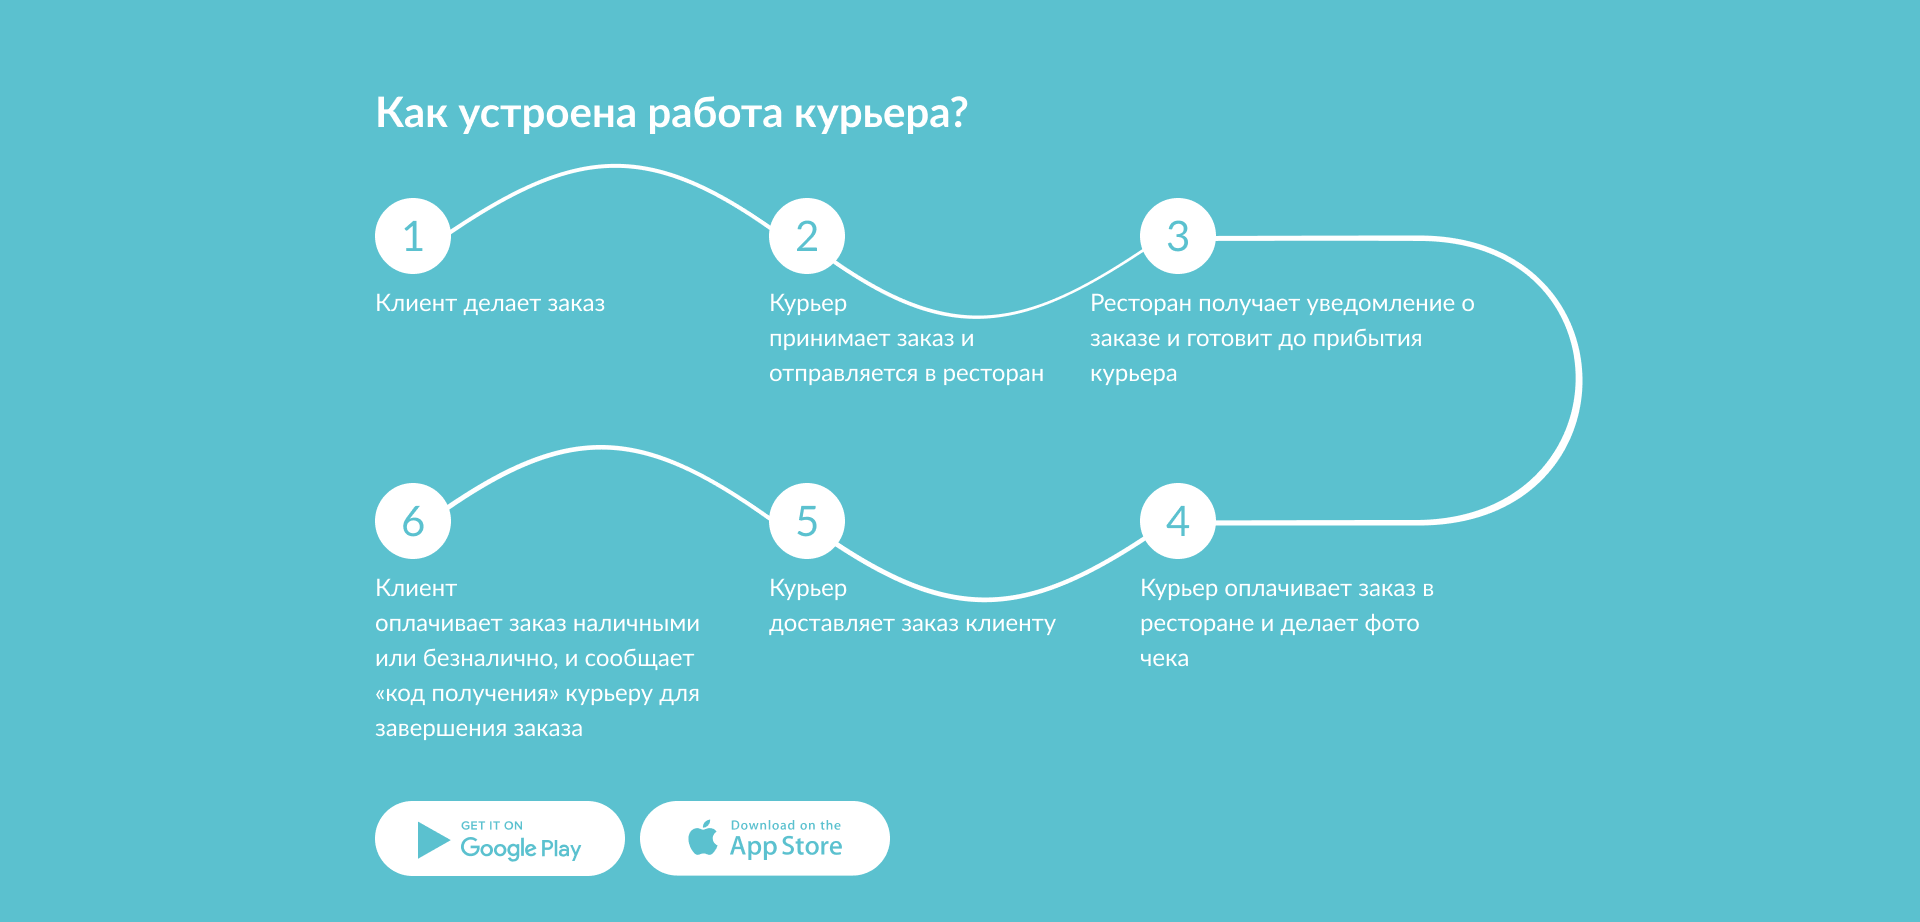 Как устроена работа курьера?
1
Клиент делает заказ
2
Курьер
принимает заказ и
отправляется в ресторан
3
Ресторан получает уведомление о
заказе и готовит до прибытия
курьера
4
Курьер оплачивает заказ в
ресторане и делает фото
чека
5
Курьер
доставляет заказ клиенту
6
Клиент
оплачивает заказ наличными
или безналично, и сообщает
«код получения» курьеру для
завершения заказа
GET IT ON
Google Play
Download on the
App Store